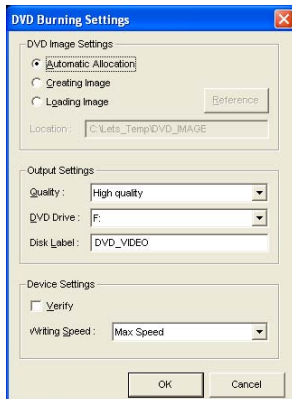 DVD Burning Settings
DVD Image Settings
Automatic Allocation
Creating Image
Loading Image
Reference
Location : C:\Lets_Temp\DVD_IMAGE
Output Settings
Quality : High quality
DVD Drive : F:
Disk Label : DVD_VIDEO
Device Settings
Verify
Writing Speed : Max Speed
OK Cancel